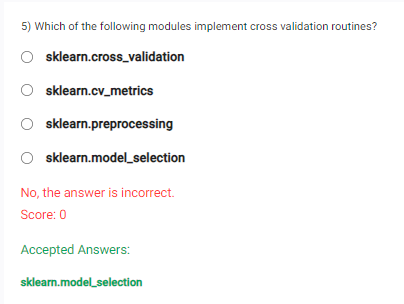 5) Which of the following modules implement cross validation routines?
sklearn.cross_validation
sklearn.cv_metrics
sklearn.preprocessing
sklearn.model_selection
No, the answer is incorrect.
Score: 0
Accepted Answers:
sklearn.model_selection